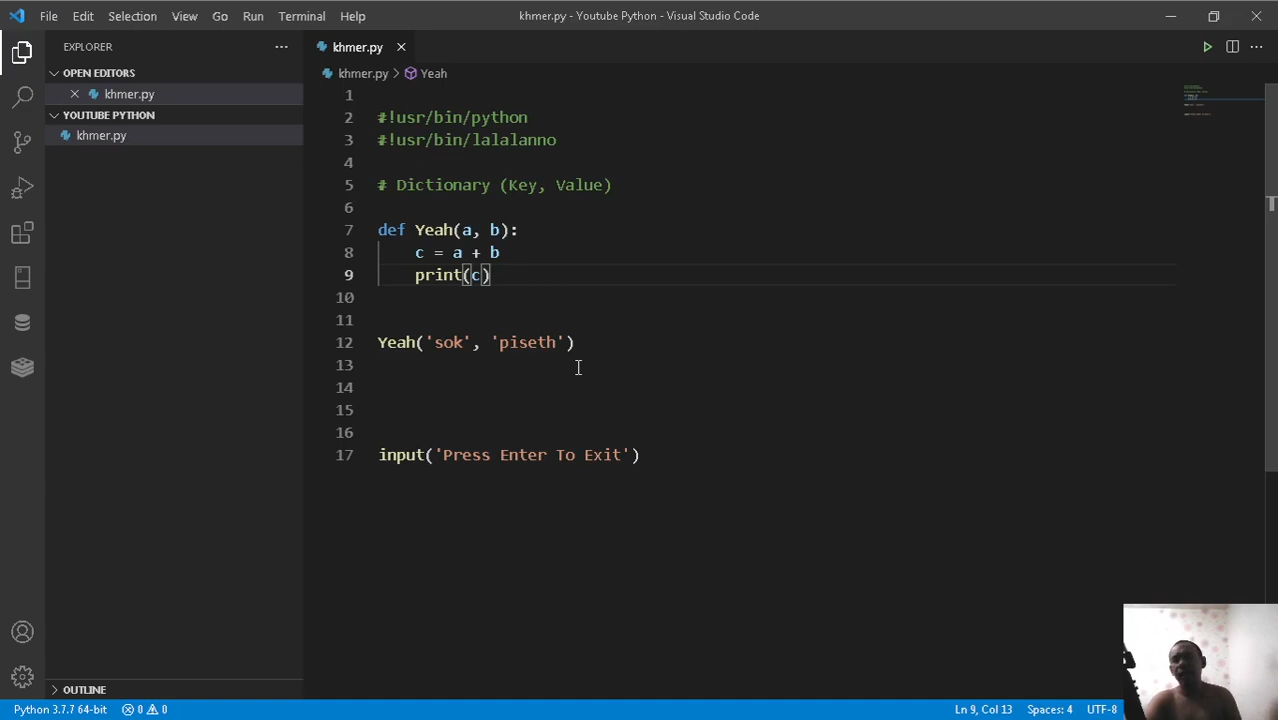 File Edit Selection View Go Run Terminal Help khmer.py - Youtube Python - Visual Studio Code
EXPLORER
khmer.py
OPEN EDITORS
khmer.py > Yeah
khmer.py
YOUTUBE PYTHON
khmer.py
1
2 #!usr/bin/python
3 #!usr/bin/lalalanno
4
5 # Dictionary (Key, Value)
6
7 def Yeah(a, b):
8 c = a + b
9 print(c)
10
11
12 Yeah('sok', 'piseth')
13
14
15
16
17 input('Press Enter To Exit')
OUTLINE
Python 3.7.7 64-bit 0 0 Ln 9, Col 13 Spaces: 4 UTF-8